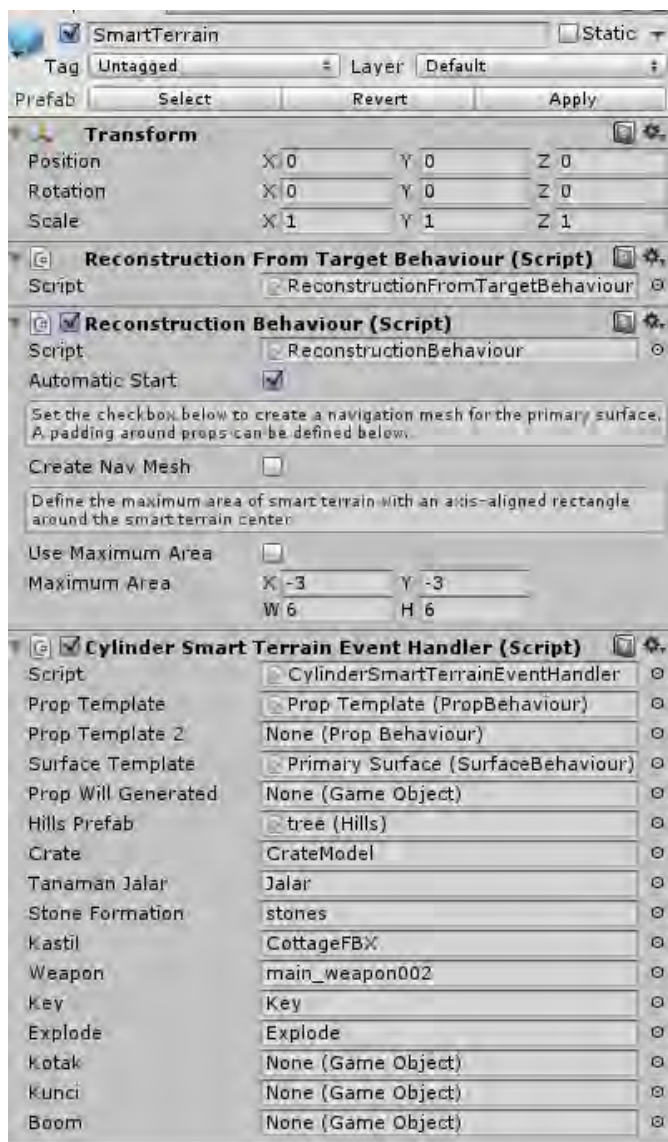 SmartTerrain Static
Tag Untagged Layer Default
Prefab Select Revert Apply
Transform
Position X 0 Y 0 Z 0
Rotation X 0 Y 0 Z 0
Scale X 1 Y 1 Z 1
Reconstruction From Target Behaviour (Script)
Script ReconstructionFromTargetBehaviour
Reconstruction Behaviour (Script)
Script ReconstructionBehaviour
Automatic Start
Set the checkbox below to create a navigation mesh for the primary surface.
A padding around props can be defined below.
Create Nav Mesh
Define the maximum area of smart terrain with an axis-aligned rectangle
around the smart terrain center
Use Maximum Area
Maximum Area X -3 Y -3
W 6 H 6
Cylinder Smart Terrain Event Handler (Script)
Script CylinderSmartTerrainEventHandler
Prop Template Prop Template (PropBehaviour)
Prop Template 2 None (Prop Behaviour)
Surface Template Primary Surface (SurfaceBehaviour)
Prop Will Generated None (Game Object)
Hills Prefab tree (Hills)
Crate CrateModel
Tanaman Jalar Jalar
Stone Formation stones
Kastil CottageFBX
Weapon main_weapon002
Key Key
Explode Explode
Kotak None (Game Object)
Kunci None (Game Object)
Boom None (Game Object)